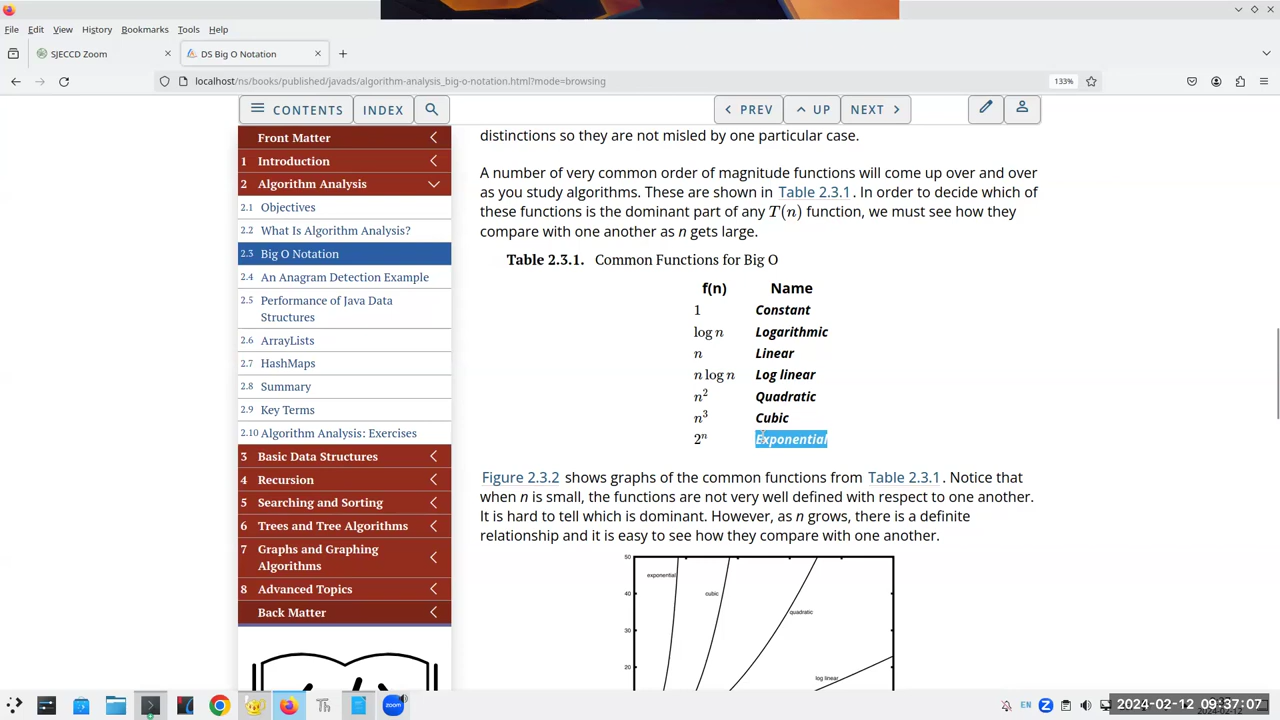 File Edit View History Bookmarks Tools Help
SJECCD Zoom
DS Big O Notation
localhost/ns/books/published/javads/algorithm-analysis_big-o-notation.html?mode=browsing
133%
CONTENTS
INDEX
PREV
UP
NEXT
Front Matter
1 Introduction
2 Algorithm Analysis
2.1 Objectives
2.2 What Is Algorithm Analysis?
2.3 Big O Notation
2.4 An Anagram Detection Example
2.5 Performance of Java Data
Structures
2.6 ArrayLists
2.7 HashMaps
2.8 Summary
2.9 Key Terms
2.10 Algorithm Analysis: Exercises
3 Basic Data Structures
4 Recursion
5 Searching and Sorting
6 Trees and Tree Algorithms
7 Graphs and Graphing
Algorithms
8 Advanced Topics
Back Matter
distinctions so they are not misled by one particular case.
A number of very common order of magnitude functions will come up over and over
as you study algorithms. These are shown in Table 2.3.1. In order to decide which of
these functions is the dominant part of any T(n) function, we must see how they
compare with one another as n gets large.
Table 2.3.1. Common Functions for Big O
f(n) Name
1 Constant
log n Logarithmic
n Linear
n log n Log linear
n² Quadratic
n³ Cubic
2ⁿ Exponential
Figure 2.3.2 shows graphs of the common functions from Table 2.3.1. Notice that
when n is small, the functions are not very well defined with respect to one another.
It is hard to tell which is dominant. However, as n grows, there is a definite
relationship and it is easy to see how they compare with one another.
50
exponential
cubic
40
quadratic
30
20
log linear
Th
zoom
EN
2024-02-12 09:37:07